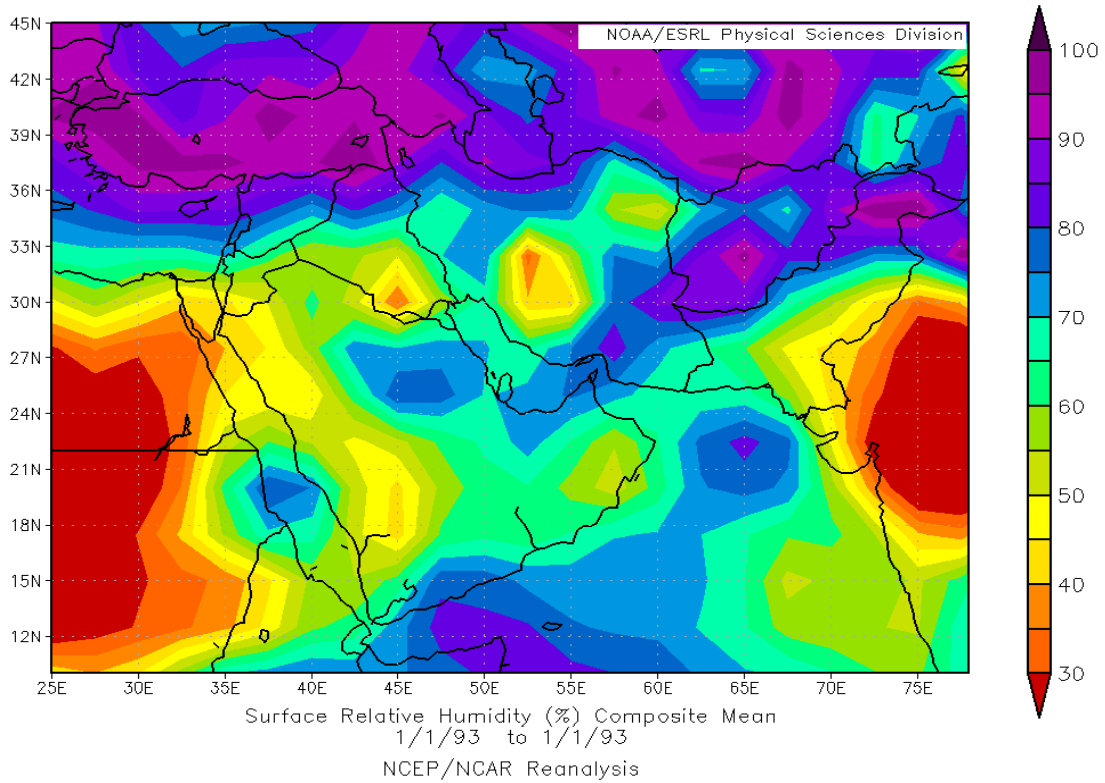 NOAA/ESRL Physical Sciences Division
45N
42N
39N
36N
33N
30N
27N
24N
21N
18N
15N
12N
25E 30E 35E 40E 45E 50E 55E 60E 65E 70E 75E
100
90
80
70
60
50
40
30
Surface Relative Humidity (%) Composite Mean
1/1/93 to 1/1/93
NCEP/NCAR Reanalysis